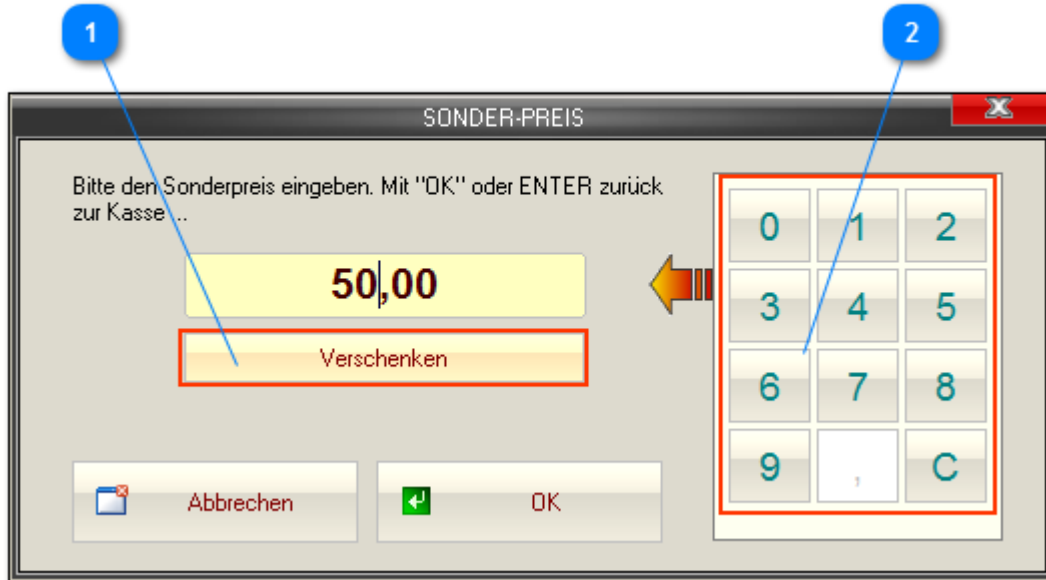 1
2
SONDER-PREIS
Bitte den Sonderpreis eingeben. Mit "OK" oder ENTER zurück
zur Kasse ...
50,00
Verschenken
Abbrechen
OK
0 1 2
3 4 5
6 7 8
9 , C